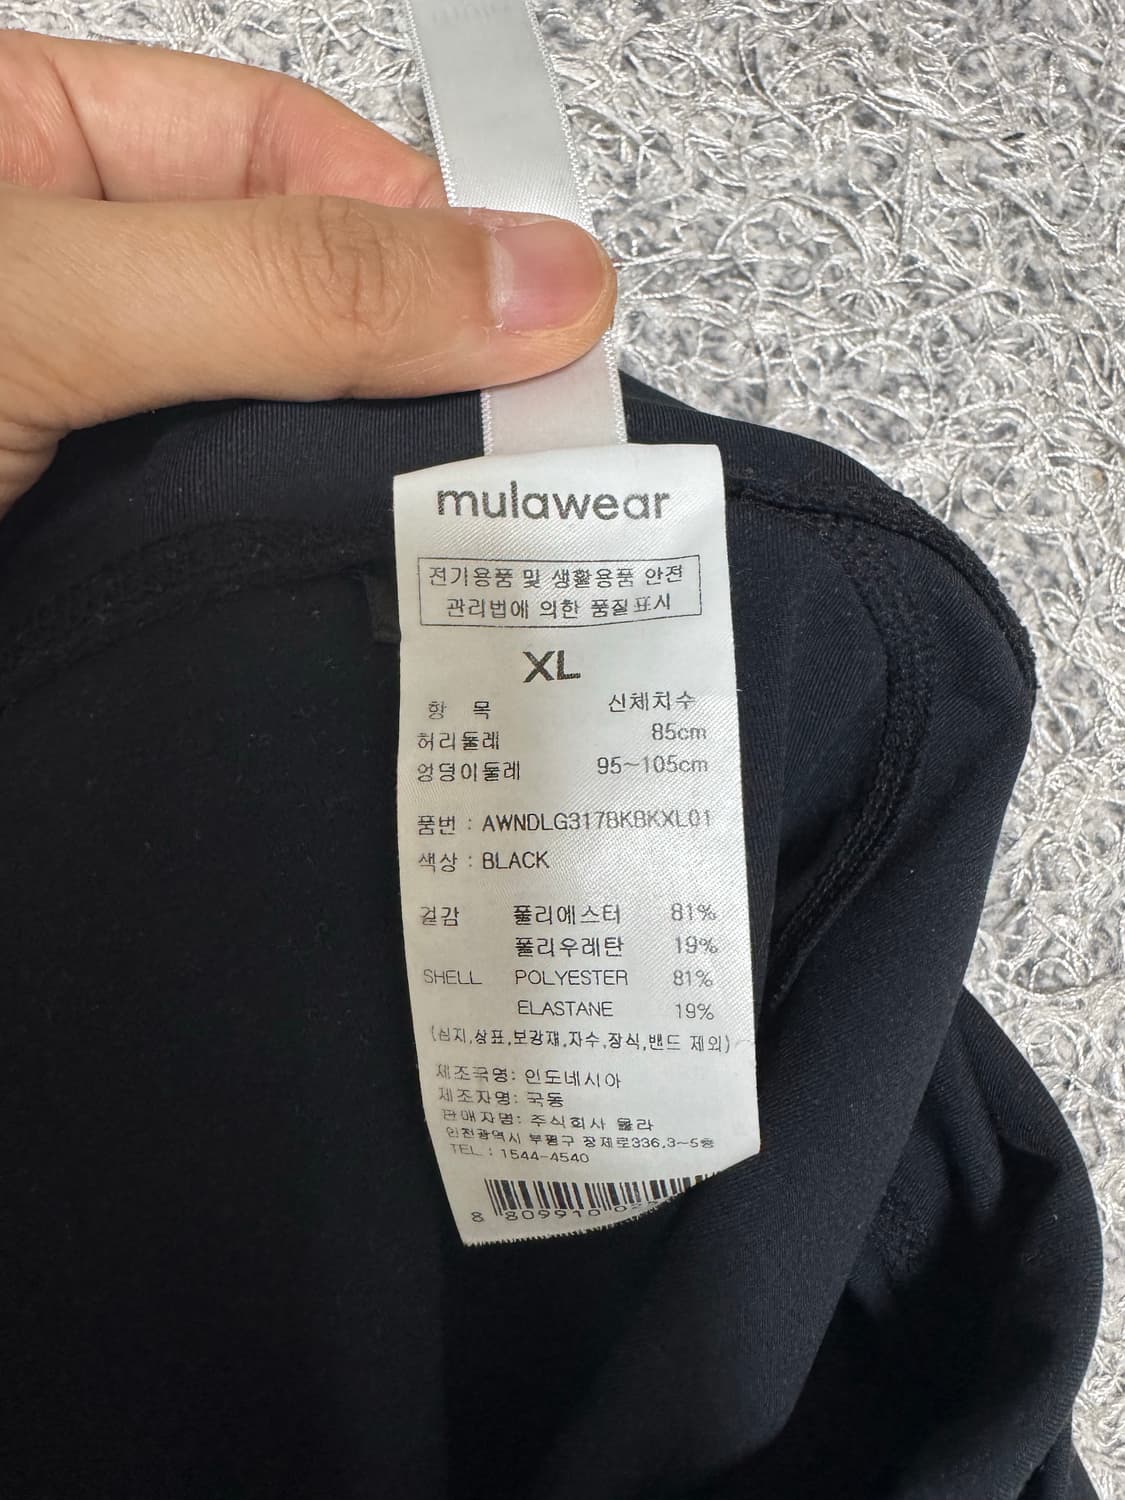 mulawear
전기용품 및 생활용품 안전
관리법에 의한 품질표시
XL
항 목 신체치수
허리둘레 85cm
엉덩이둘레 95~105cm
품번 : AWNDLG317BKBKXL01
색상 : BLACK
겉감 폴리에스터 81%
폴리우레탄 19%
SHELL POLYESTER 81%
ELASTANE 19%
(심지,상표,보강재,자수,장식,밴드 제외)
제조국명: 인도네시아
제조자명: 국동
판매자명: 주식회사 뮬라
인천광역시 부평구 장제로336,3~5층
TEL : 1544-4540
8 809910